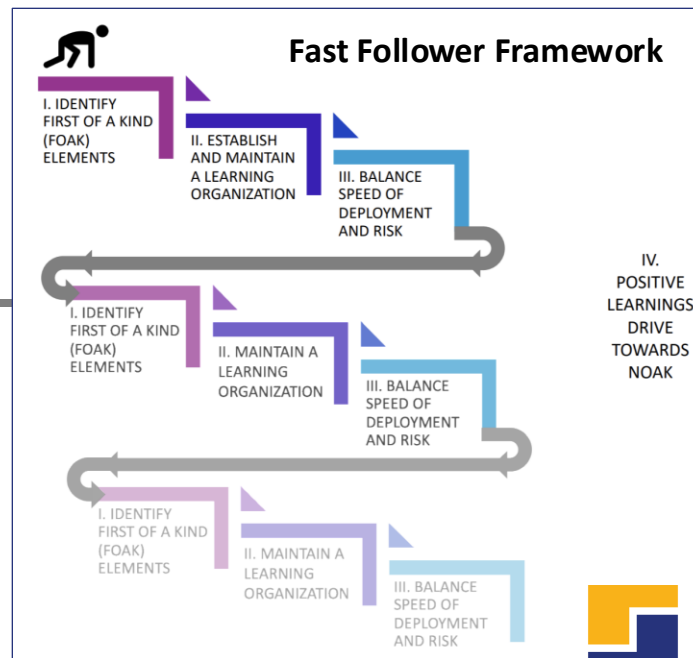 Fast Follower Framework
I. IDENTIFY
FIRST OF A KIND
(FOAK)
ELEMENTS
II. ESTABLISH
AND MAINTAIN
A LEARNING
ORGANIZATION
III. BALANCE
SPEED OF
DEPLOYMENT
AND RISK
IV.
POSITIVE
LEARNINGS
DRIVE
TOWARDS
NOAK
I. IDENTIFY
FIRST OF A KIND
(FOAK)
ELEMENTS
II. MAINTAIN A
LEARNING
ORGANIZATION
III. BALANCE
SPEED OF
DEPLOYMENT
AND RISK
I. IDENTIFY
FIRST OF A KIND
(FOAK)
ELEMENTS
II. MAINTAIN A
LEARNING
ORGANIZATION
III. BALANCE
SPEED OF
DEPLOYMENT
AND RISK